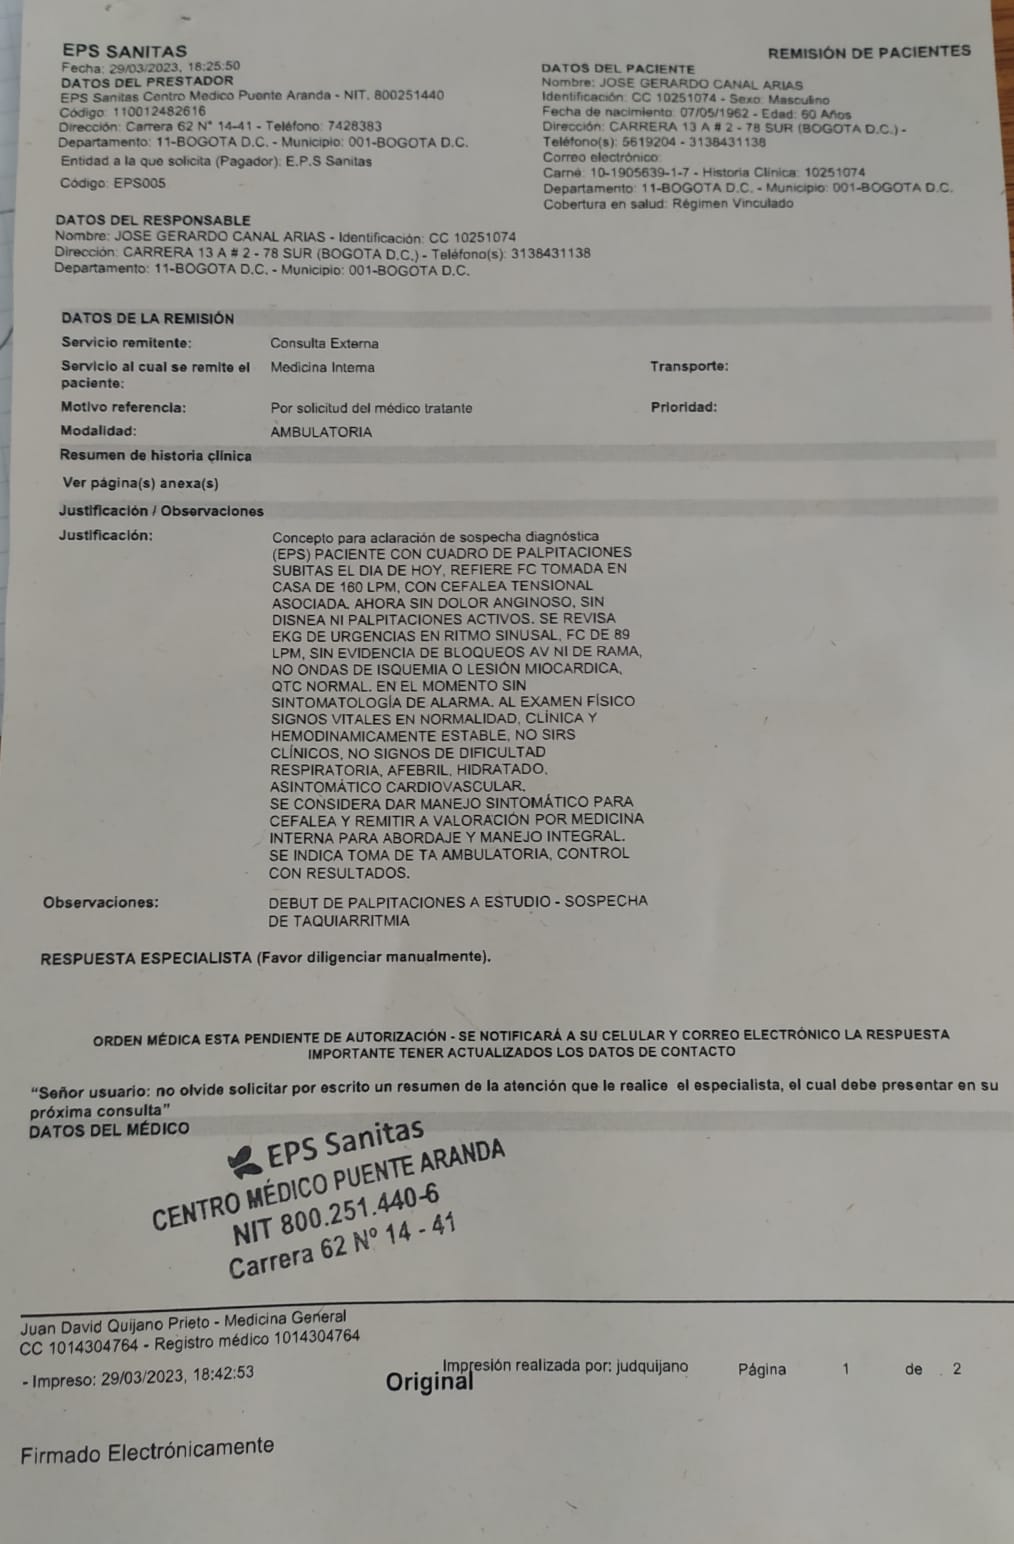 EPS SANITAS
Fecha: 29/03/2023, 18:25:50
DATOS DEL PRESTADOR
EPS Sanitas Centro Medico Puente Aranda - NIT. 800251440
Código: 110012482616
Dirección: Carrera 62 N° 14-41 - Teléfono: 7428383
Departamento: 11-BOGOTA D.C. - Municipio: 001-BOGOTA D.C.
Entidad a la que solicita (Pagador): E.P.S Sanitas
Código: EPS005
REMISIÓN DE PACIENTES
DATOS DEL PACIENTE
Nombre: JOSE GERARDO CANAL ARIAS
Identificación: CC 10251074 - Sexo: Masculino
Fecha de nacimiento: 07/05/1962 - Edad: 60 Años
Dirección: CARRERA 13 A # 2 - 78 SUR (BOGOTA D.C.) -
Teléfono(s): 5619204 - 3138431138
Correo electrónico:
Carné: 10-1905639-1-7 - Historia Clínica: 10251074
Departamento: 11-BOGOTA D.C. - Municipio: 001-BOGOTA D.C.
Cobertura en salud: Régimen Vinculado
DATOS DEL RESPONSABLE
Nombre: JOSE GERARDO CANAL ARIAS - Identificación: CC 10251074
Dirección: CARRERA 13 A # 2 - 78 SUR (BOGOTA D.C.) - Teléfono(s): 3138431138
Departamento: 11-BOGOTA D.C. - Municipio: 001-BOGOTA D.C.
DATOS DE LA REMISIÓN
Servicio remitente: Consulta Externa
Servicio al cual se remite el Medicina Interna Transporte:
paciente:
Motivo referencia: Por solicitud del médico tratante Prioridad:
Modalidad: AMBULATORIA
Resumen de historia clínica
Ver página(s) anexa(s)
Justificación / Observaciones
Justificación: Concepto para aclaración de sospecha diagnóstica
(EPS) PACIENTE CON CUADRO DE PALPITACIONES
SUBITAS EL DIA DE HOY, REFIERE FC TOMADA EN
CASA DE 160 LPM, CON CEFALEA TENSIONAL
ASOCIADA. AHORA SIN DOLOR ANGINOSO, SIN
DISNEA NI PALPITACIONES ACTIVOS. SE REVISA
EKG DE URGENCIAS EN RITMO SINUSAL, FC DE 89
LPM, SIN EVIDENCIA DE BLOQUEOS AV NI DE RAMA,
NO ONDAS DE ISQUEMIA O LESIÓN MIOCARDICA,
QTC NORMAL. EN EL MOMENTO SIN
SINTOMATOLOGÍA DE ALARMA. AL EXAMEN FÍSICO
SIGNOS VITALES EN NORMALIDAD, CLÍNICA Y
HEMODINAMICAMENTE ESTABLE, NO SIRS
CLÍNICOS, NO SIGNOS DE DIFICULTAD
RESPIRATORIA, AFEBRIL, HIDRATADO,
ASINTOMÁTICO CARDIOVASCULAR.
SE CONSIDERA DAR MANEJO SINTOMÁTICO PARA
CEFALEA Y REMITIR A VALORACIÓN POR MEDICINA
INTERNA PARA ABORDAJE Y MANEJO INTEGRAL.
SE INDICA TOMA DE TA AMBULATORIA, CONTROL
CON RESULTADOS.
Observaciones: DEBUT DE PALPITACIONES A ESTUDIO - SOSPECHA
DE TAQUIARRITMIA
RESPUESTA ESPECIALISTA (Favor diligenciar manualmente).
ORDEN MÉDICA ESTA PENDIENTE DE AUTORIZACIÓN - SE NOTIFICARÁ A SU CELULAR Y CORREO ELECTRÓNICO LA RESPUESTA
IMPORTANTE TENER ACTUALIZADOS LOS DATOS DE CONTACTO
"Señor usuario: no olvide solicitar por escrito un resumen de la atención que le realice el especialista, el cual debe presentar en su
próxima consulta"
DATOS DEL MÉDICO
EPS Sanitas
CENTRO MÉDICO PUENTE ARANDA
NIT 800.251.440-6
Carrera 62 Nº 14 - 41
Juan David Quijano Prieto - Medicina General
CC 1014304764 - Registro médico 1014304764
- Impreso: 29/03/2023, 18:42:53
Impresión realizada por: judquijano Página 1 de 2
Original
Firmado Electrónicamente